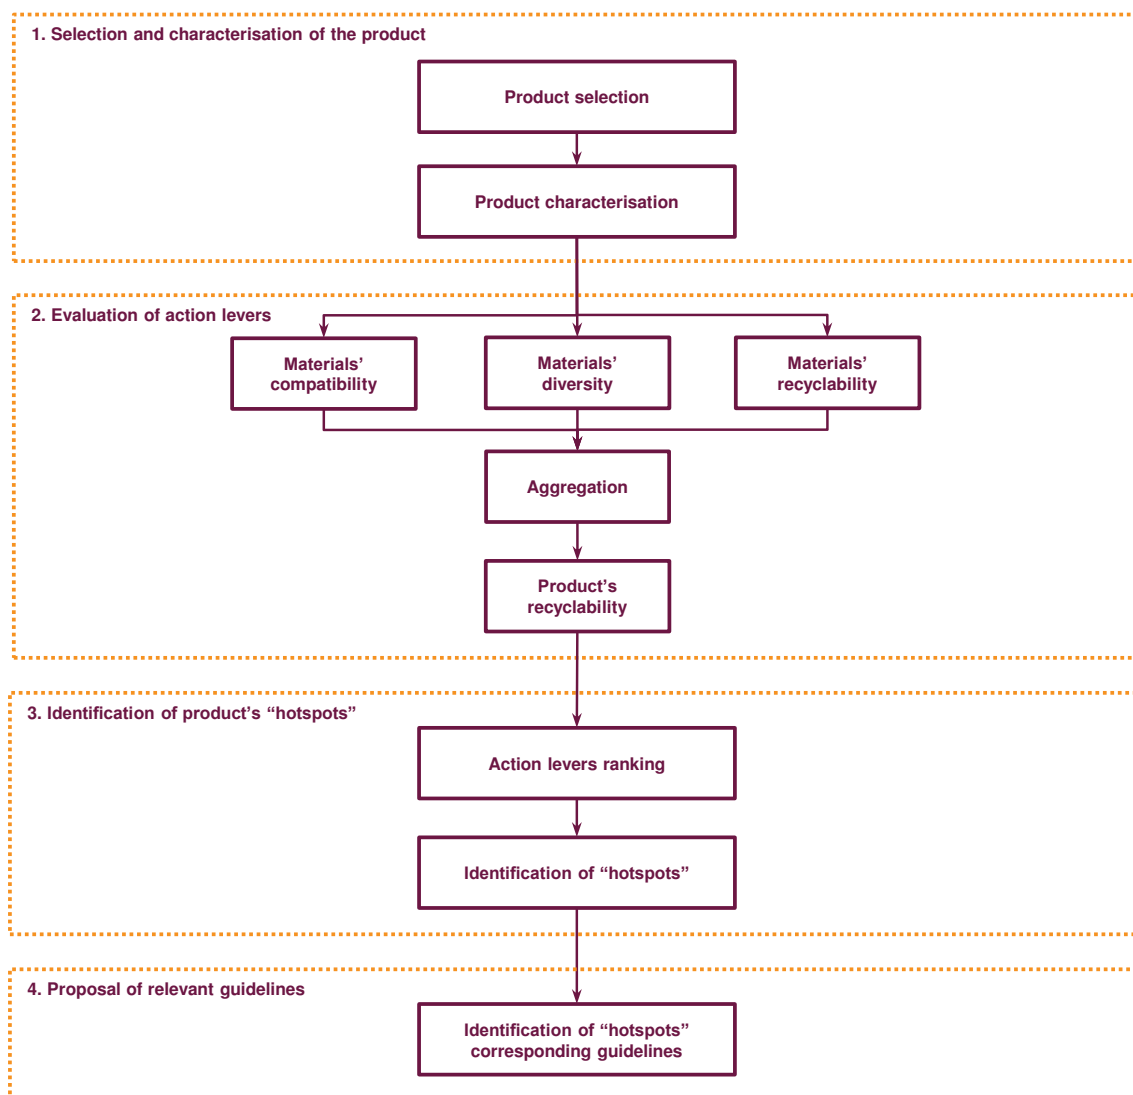 1. Selection and characterisation of the product
Product selection
Product characterisation
2. Evaluation of action levers
Materials’
compatibility
Materials’
diversity
Materials’
recyclability
Aggregation
Product’s
recyclability
3. Identification of product’s “hotspots”
Action levers ranking
Identification of “hotspots”
4. Proposal of relevant guidelines
Identification of “hotspots”
corresponding guidelines